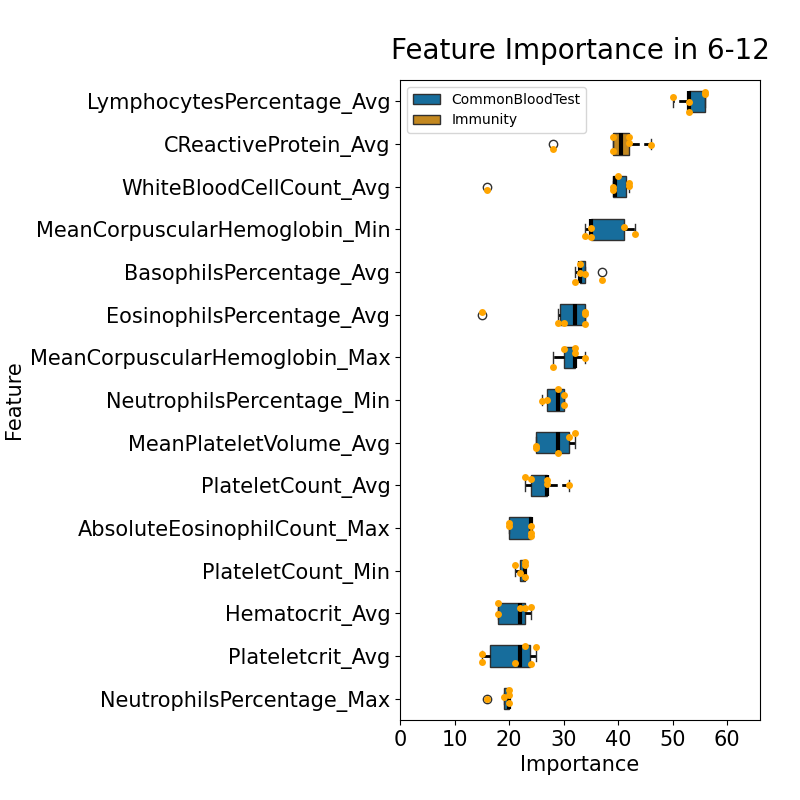 Feature Importance in 6-12
CommonBloodTest
Immunity
LymphocytesPercentage_Avg
CReactiveProtein_Avg
WhiteBloodCellCount_Avg
MeanCorpuscularHemoglobin_Min
BasophilsPercentage_Avg
EosinophilsPercentage_Avg
MeanCorpuscularHemoglobin_Max
NeutrophilsPercentage_Min
MeanPlateletVolume_Avg
PlateletCount_Avg
AbsoluteEosinophilCount_Max
PlateletCount_Min
Hematocrit_Avg
Plateletcrit_Avg
NeutrophilsPercentage_Max
Feature
0 10 20 30 40 50 60
Importance